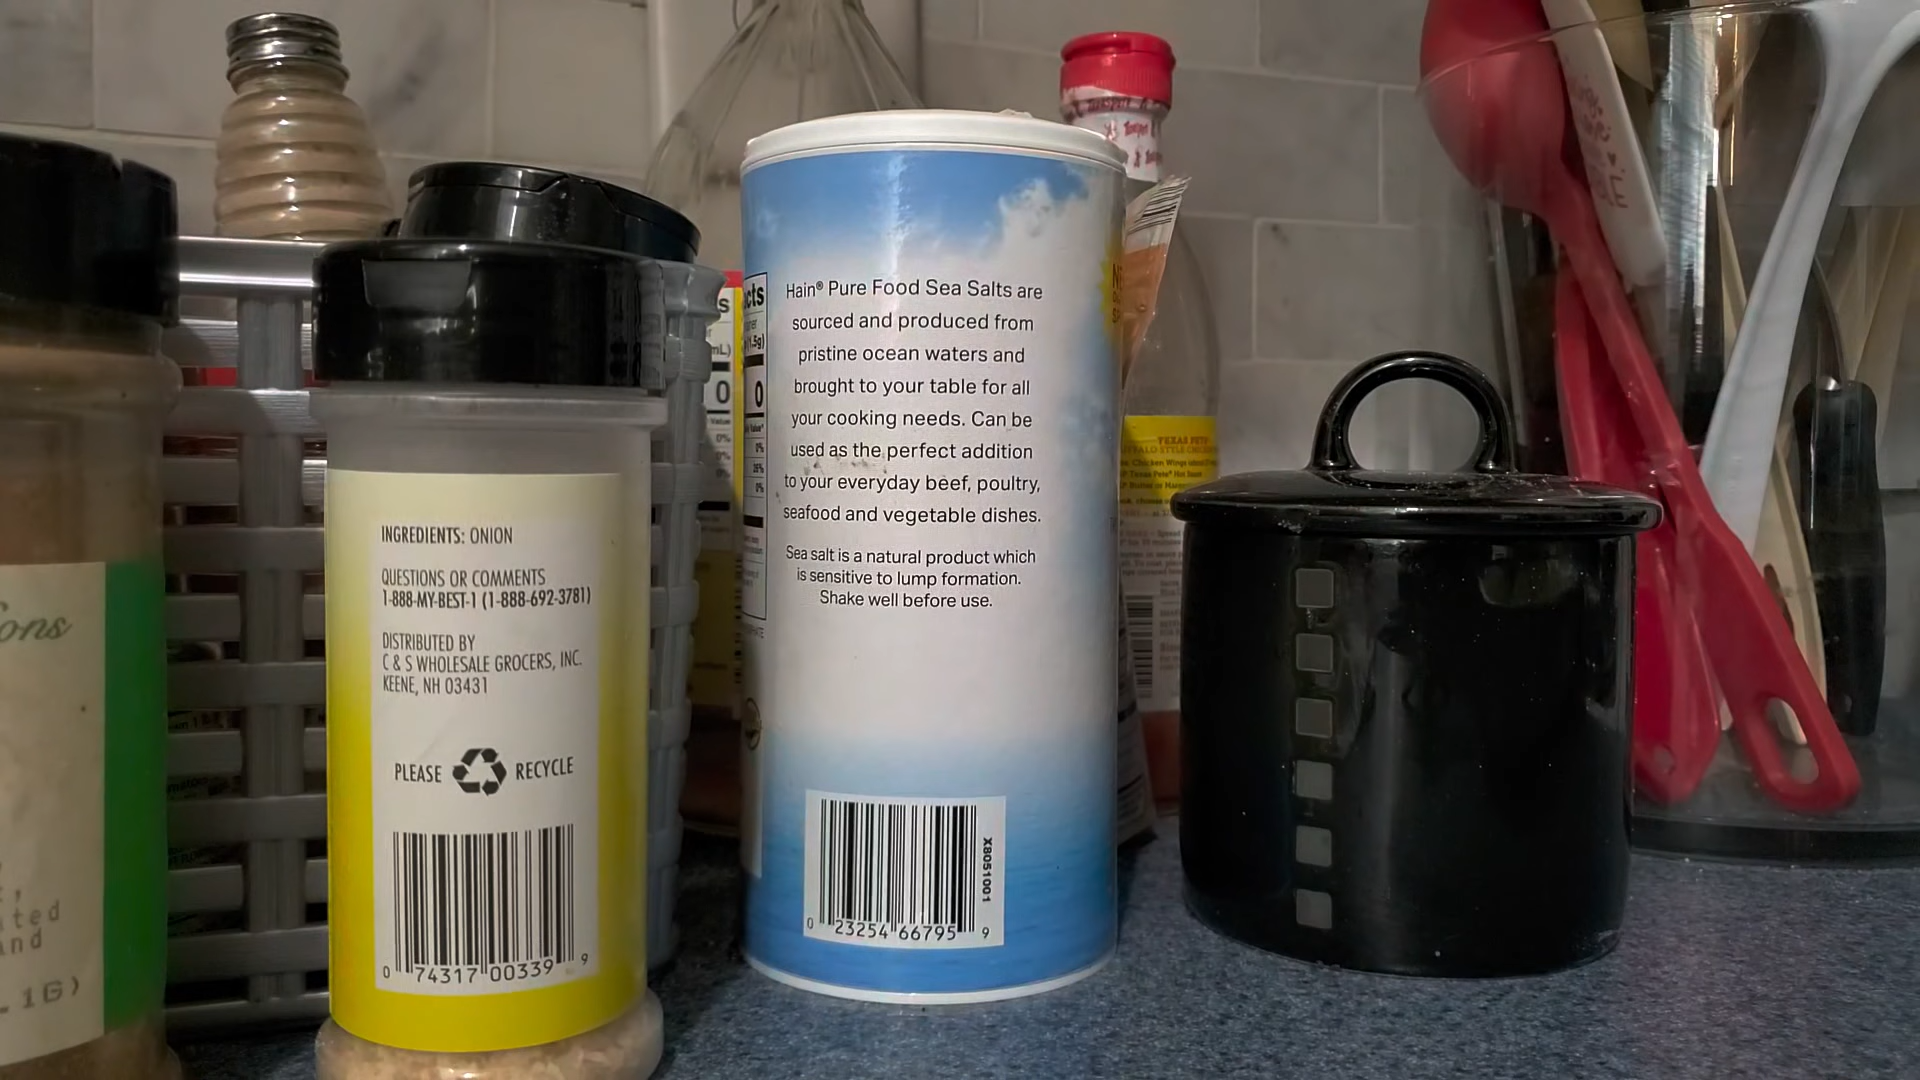 ons
ted
and
1G)
INGREDIENTS: ONION
QUESTIONS OR COMMENTS
1-888-MY-BEST-1 (1-888-692-3781)
DISTRIBUTED BY
C & S WHOLESALE GROCERS, INC.
KEENE, NH 03431
PLEASE RECYCLE
0 74317 00339 9
Hain® Pure Food Sea Salts are
sourced and produced from
pristine ocean waters and
brought to your table for all
your cooking needs. Can be
used as the perfect addition
to your everyday beef, poultry,
seafood and vegetable dishes.
Sea salt is a natural product which
is sensitive to lump formation.
Shake well before use.
X8051001
0 23254 66795 9
TEXAS PETE